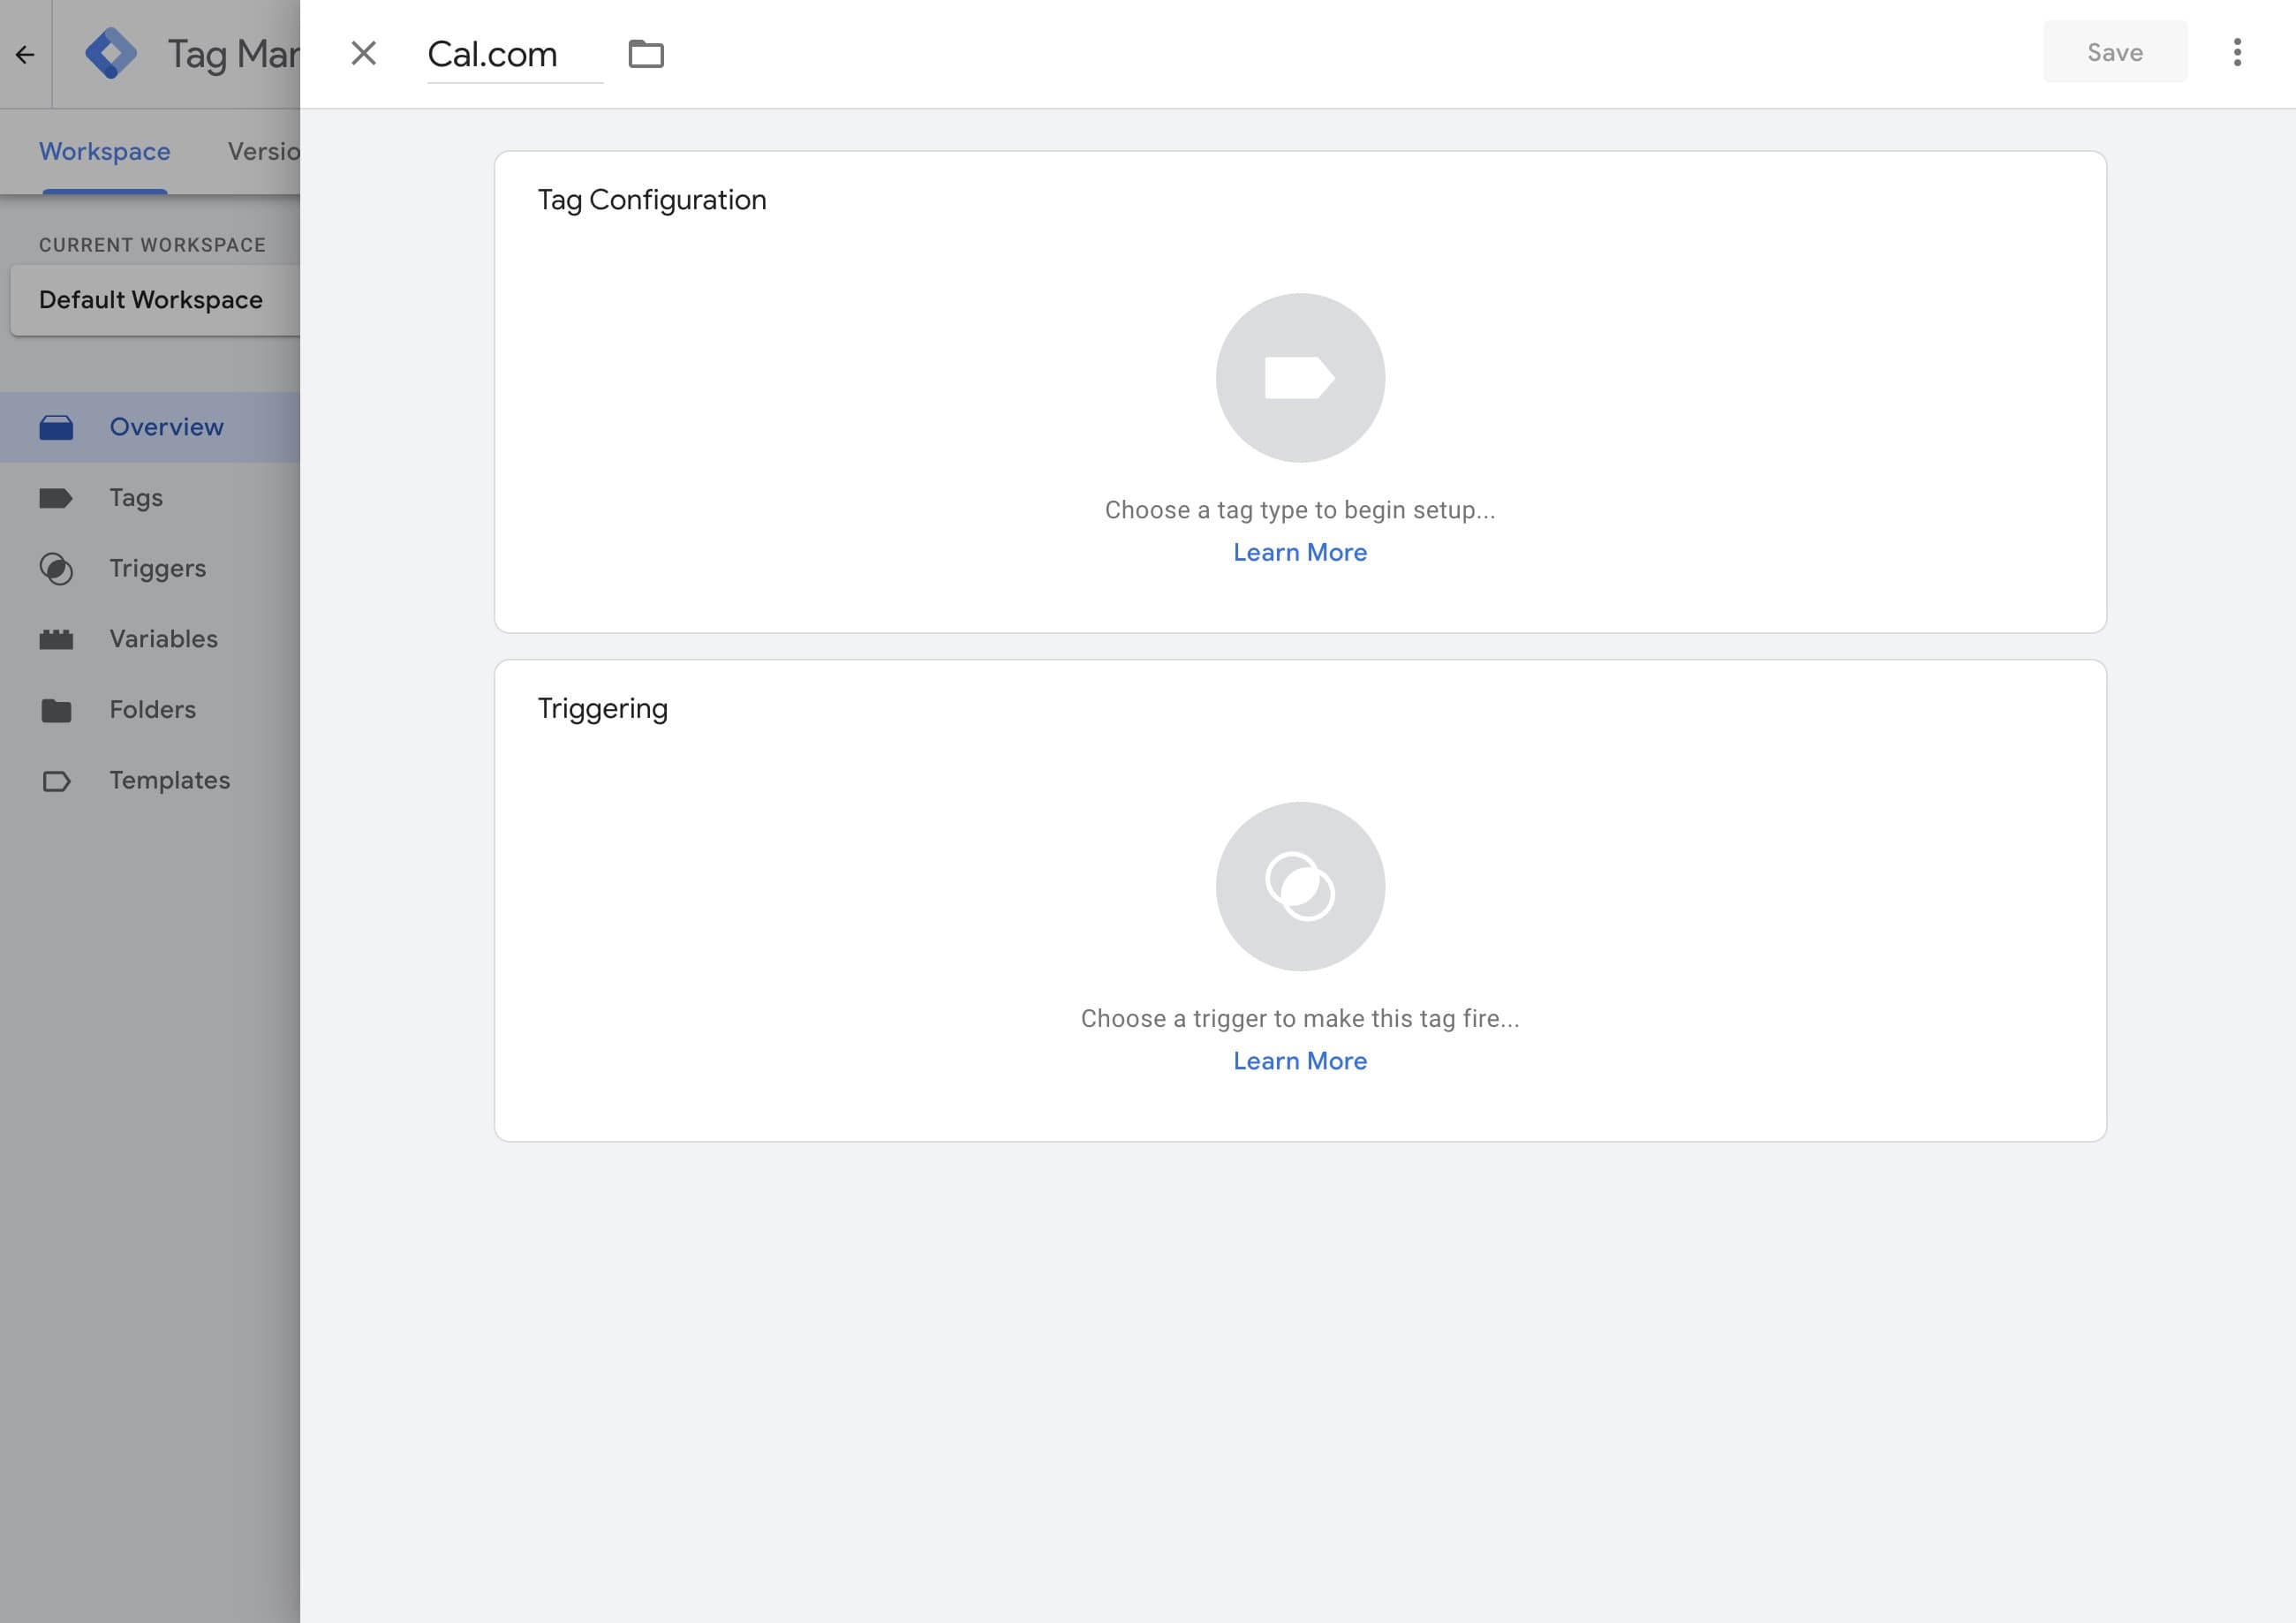 Tag Mar
Cal.com
Save
Workspace
Versio
CURRENT WORKSPACE
Default Workspace
Overview
Tags
Triggers
Variables
Folders
Templates
Tag Configuration
Choose a tag type to begin setup...
Learn More
Triggering
Choose a trigger to make this tag fire...
Learn More